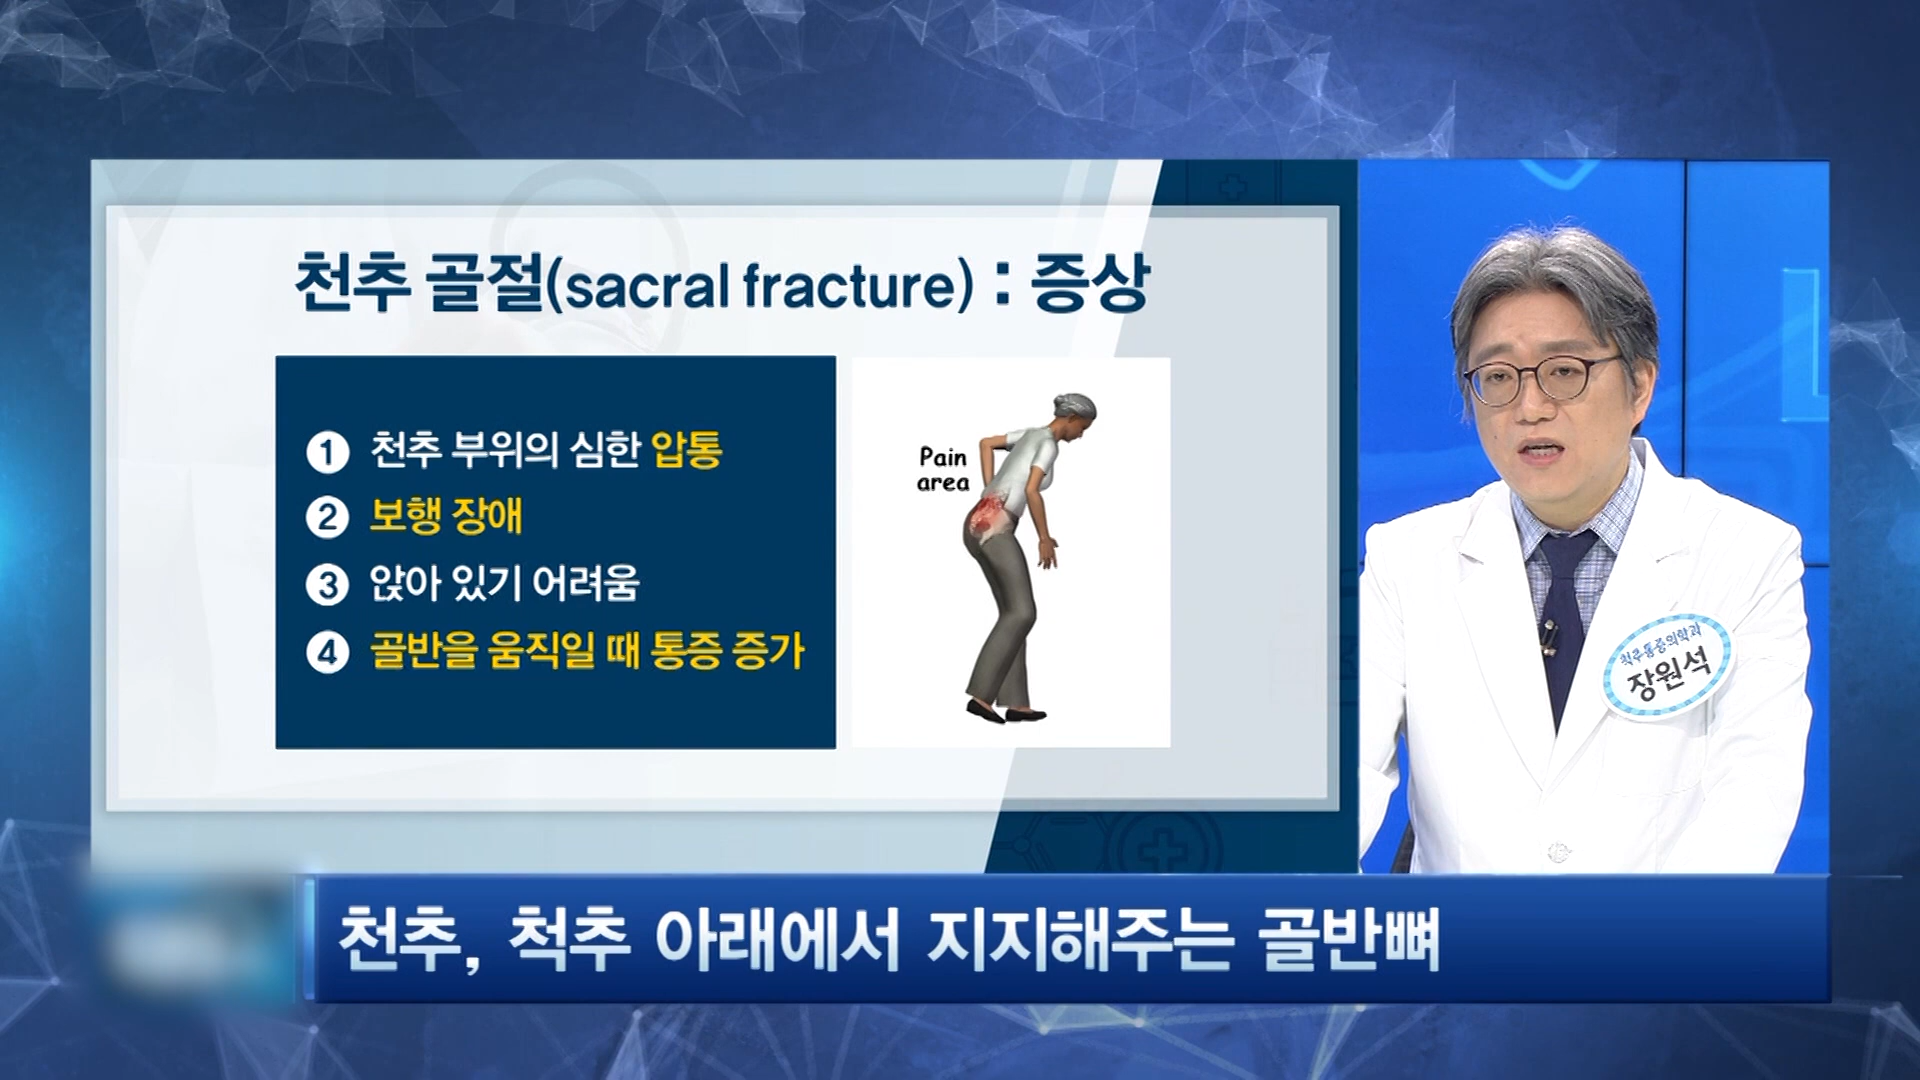 천추 골절(sacral fracture) : 증상
1 천추 부위의 심한 압통
2 보행 장애
3 앉아 있기 어려움
4 골반을 움직일 때 통증 증가
Pain
area
척추통증의학과
장원석
천추, 척추 아래에서 지지해주는 골반뼈